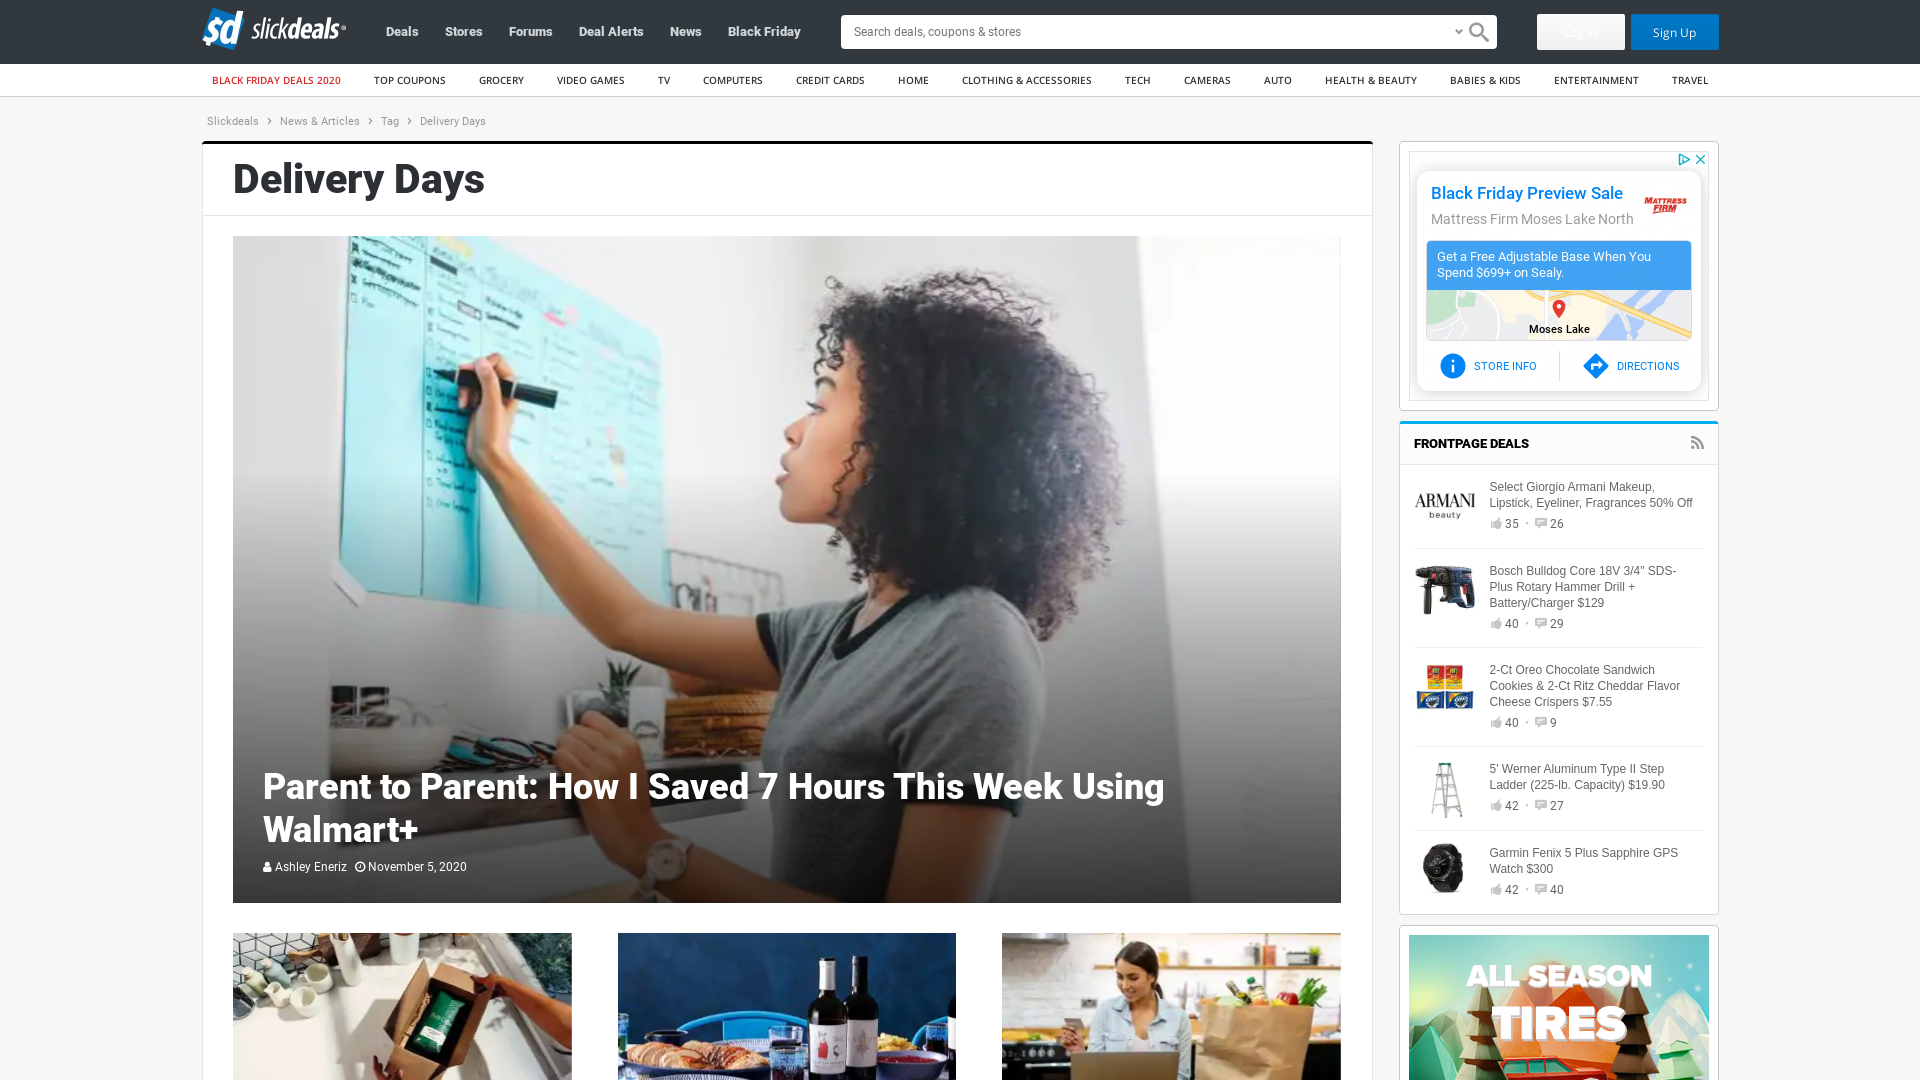 $d slickdeals®
Deals
Stores
Forums
Deal Alerts
News
Black Friday
Search deals, coupons & stores
Log In
Sign Up
BLACK FRIDAY DEALS 2020
TOP COUPONS
GROCERY
VIDEO GAMES
TV
COMPUTERS
CREDIT CARDS
HOME
CLOTHING & ACCESSORIES
TECH
CAMERAS
AUTO
HEALTH & BEAUTY
BABIES & KIDS
ENTERTAINMENT
TRAVEL
Slickdeals > News & Articles > Tag > Delivery Days
Delivery Days
Parent to Parent: How I Saved 7 Hours This Week Using
Walmart+
Ashley Eneriz November 5, 2020
Black Friday Preview Sale
Mattress Firm Moses Lake North
MATTRESS
FIRM
Get a Free Adjustable Base When You
Spend $699+ on Sealy.
Moses Lake
STORE INFO
DIRECTIONS
FRONTPAGE DEALS
ARMANI
beauty
Select Giorgio Armani Makeup,
Lipstick, Eyeliner, Fragrances 50% Off
35 • 26
Bosch Bulldog Core 18V 3/4" SDS-
Plus Rotary Hammer Drill +
Battery/Charger $129
40 • 29
2-Ct Oreo Chocolate Sandwich
Cookies & 2-Ct Ritz Cheddar Flavor
Cheese Crispers $7.55
40 • 9
5' Werner Aluminum Type II Step
Ladder (225-lb. Capacity) $19.90
42 • 27
Garmin Fenix 5 Plus Sapphire GPS
Watch $300
42 • 40
ALL SEASON
TIRES